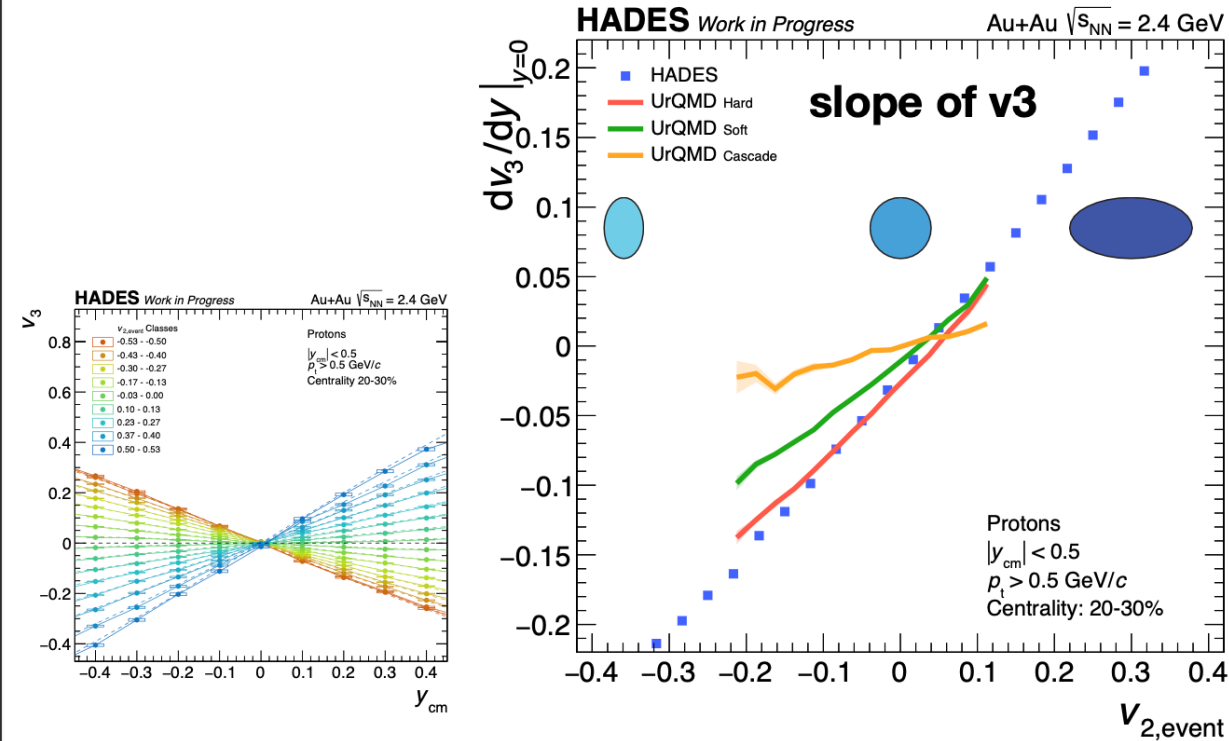 HADES Work in Progress Au+Au √sNN = 2.4 GeV
v3
v2,event Classes
-0.53 - -0.50
-0.43 - -0.40
-0.30 - -0.27
-0.17 - -0.13
-0.03 - 0.00
0.10 - 0.13
0.23 - 0.27
0.37 - 0.40
0.50 - 0.53
Protons
|ycm| < 0.5
pt > 0.5 GeV/c
Centrality 20-30%
0.8
0.6
0.4
0.2
0
−0.2
−0.4
−0.4 −0.3 −0.2 −0.1 0 0.1 0.2 0.3 0.4
ycm
HADES Work in Progress Au+Au √sNN = 2.4 GeV
dv3/dy|y=0
HADES
UrQMD Hard
UrQMD Soft
UrQMD Cascade
slope of v3
0.2
0.15
0.1
0.05
0
−0.05
−0.1
−0.15
−0.2
Protons
|ycm| < 0.5
pt > 0.5 GeV/c
Centrality: 20-30%
−0.4 −0.3 −0.2 −0.1 0 0.1 0.2 0.3 0.4
V2,event